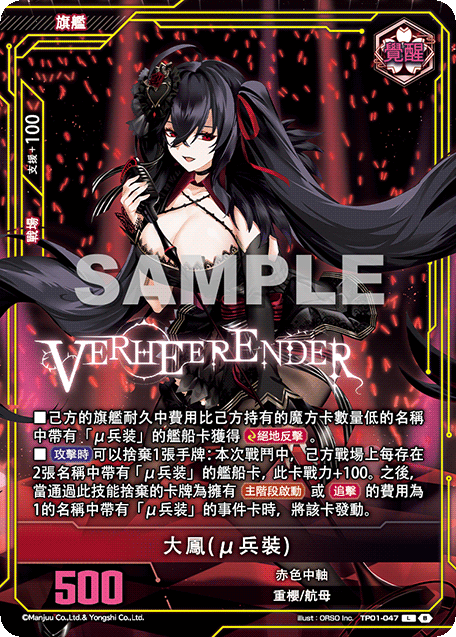 旗艦
覺醒
支援+100
戰場
SAMPLE
VERHEERENDER
■己方的旗艦耐久中費用比己方持有的魔方卡數量低的名稱
中帶有「μ兵装」的艦船卡獲得 絕地反擊 。
■ 攻擊時 可以捨棄1張手牌:本次戰鬥中，己方戰場上每存在
2張名稱中帶有「μ兵装」的艦船卡，此卡戰力+100。之後，
當通過此技能捨棄的卡牌為擁有 主階段啟動 或 追擊 的費用為
1的名稱中帶有「μ兵装」的事件卡時，將該卡發動。
大鳳(μ兵裝)
500
赤色中軸
重櫻/航母
©Manjuu Co.,Ltd.& Yongshi Co.,Ltd.
illust : ORSO Inc.
TP01-047
L
R